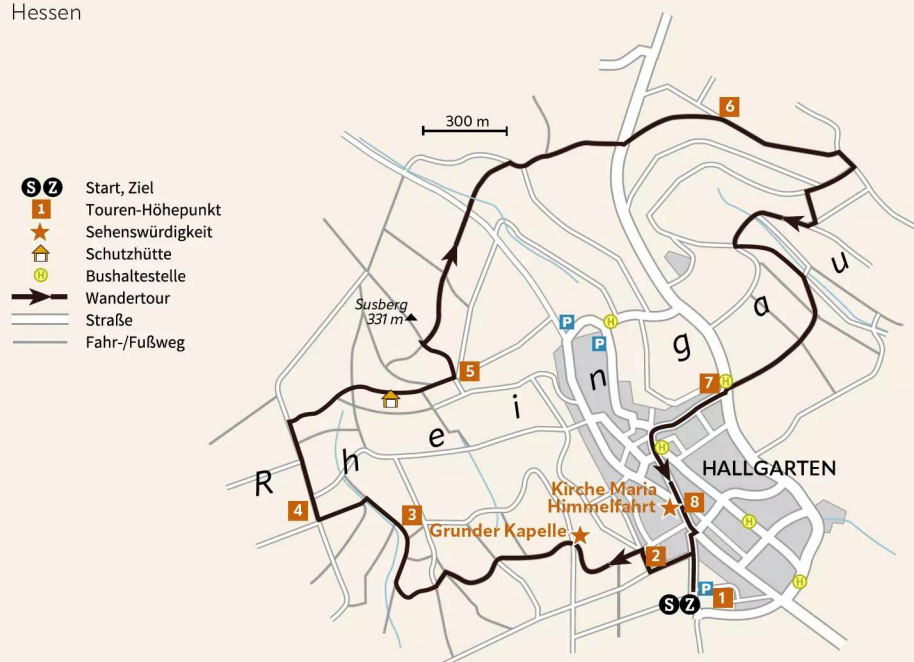 Hessen
300 m
S Z Start, Ziel
1 Touren-Höhepunkt
Sehenswürdigkeit
Schutzhütte
H Bushaltestelle
Wandertour
Straße
Fahr-/Fußweg
6
Susberg
331 m
P
H
P
5
7
H
R h e i n g a u
H
HALLGARTEN
Kirche Maria
Himmelfahrt
8
4
3
Grunder Kapelle
H
2
H
P
1
S Z